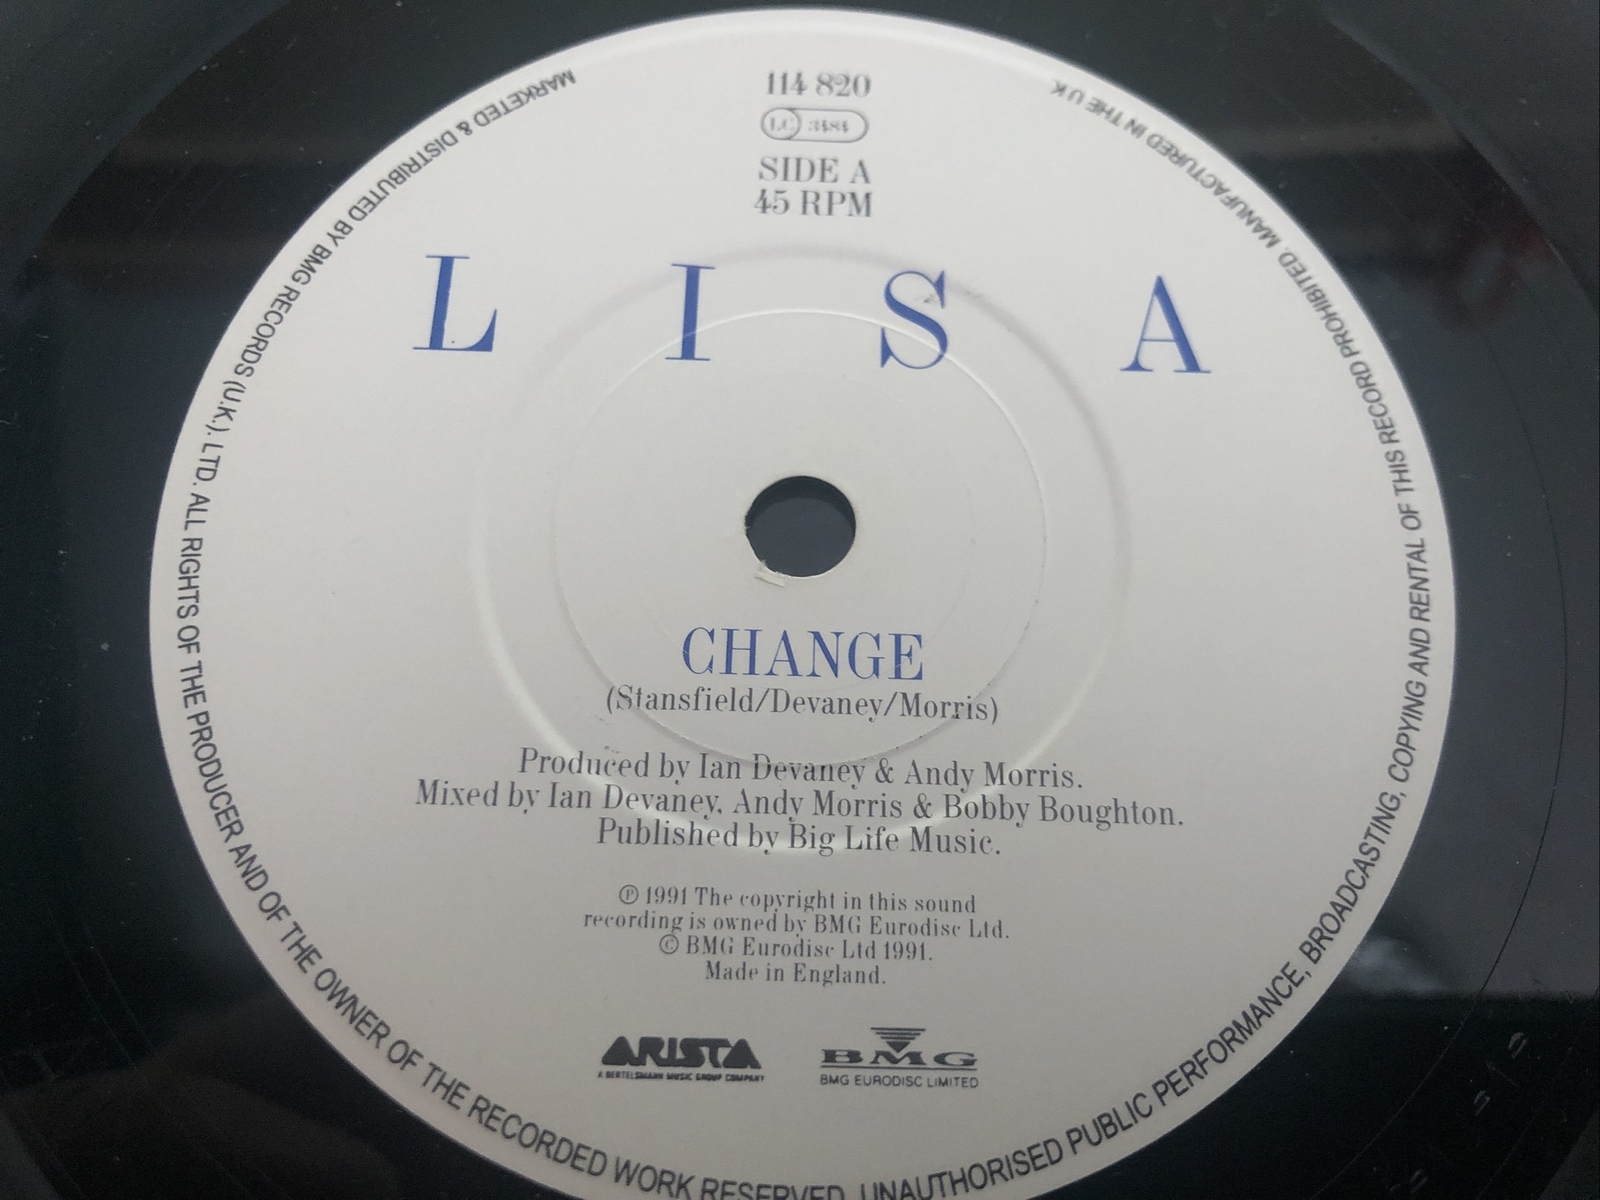 114 820
LC 3484
SIDE A
45 RPM
L I S A
CHANGE
(Stansfield/Devaney/Morris)
Produced by Ian Devaney & Andy Morris.
Mixed by Ian Devaney, Andy Morris & Bobby Boughton.
Published by Big Life Music.
℗ 1991 The copyright in this sound
recording is owned by BMG Eurodisc Ltd.
© BMG Eurodisc Ltd 1991.
Made in England.
ARISTA
A BERTELSMANN MUSIC GROUP COMPANY
BMG
BMG EURODISC LIMITED
MARKETED & DISTRIBUTED BY BMG RECORDS (U.K.). LTD. ALL RIGHTS OF THE PRODUCER AND OF THE OWNER OF THE RECORDED WORK RESERVED. UNAUTHORISED PUBLIC PERFORMANCE, BROADCASTING, COPYING AND RENTAL OF THIS RECORD PROHIBITED. MANUFACTURED IN THE U.K.